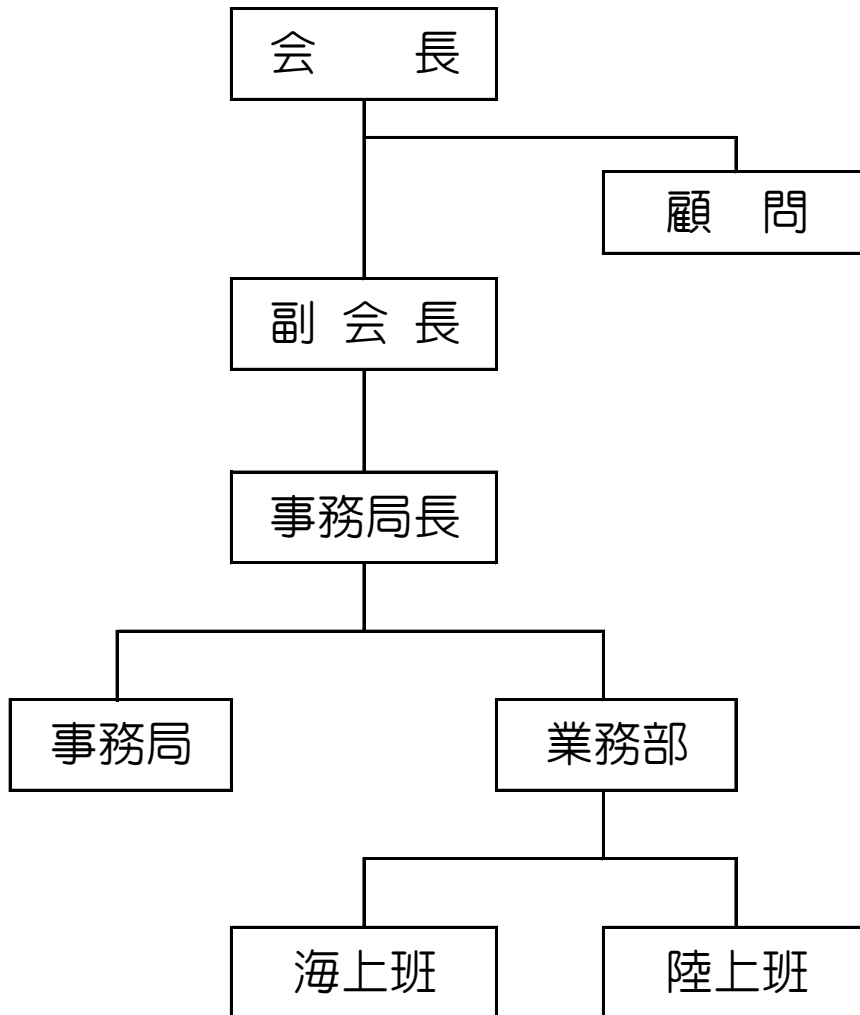 会　　長
顧　問
副 会 長
事務局長
事務局
業務部
海上班
陸上班